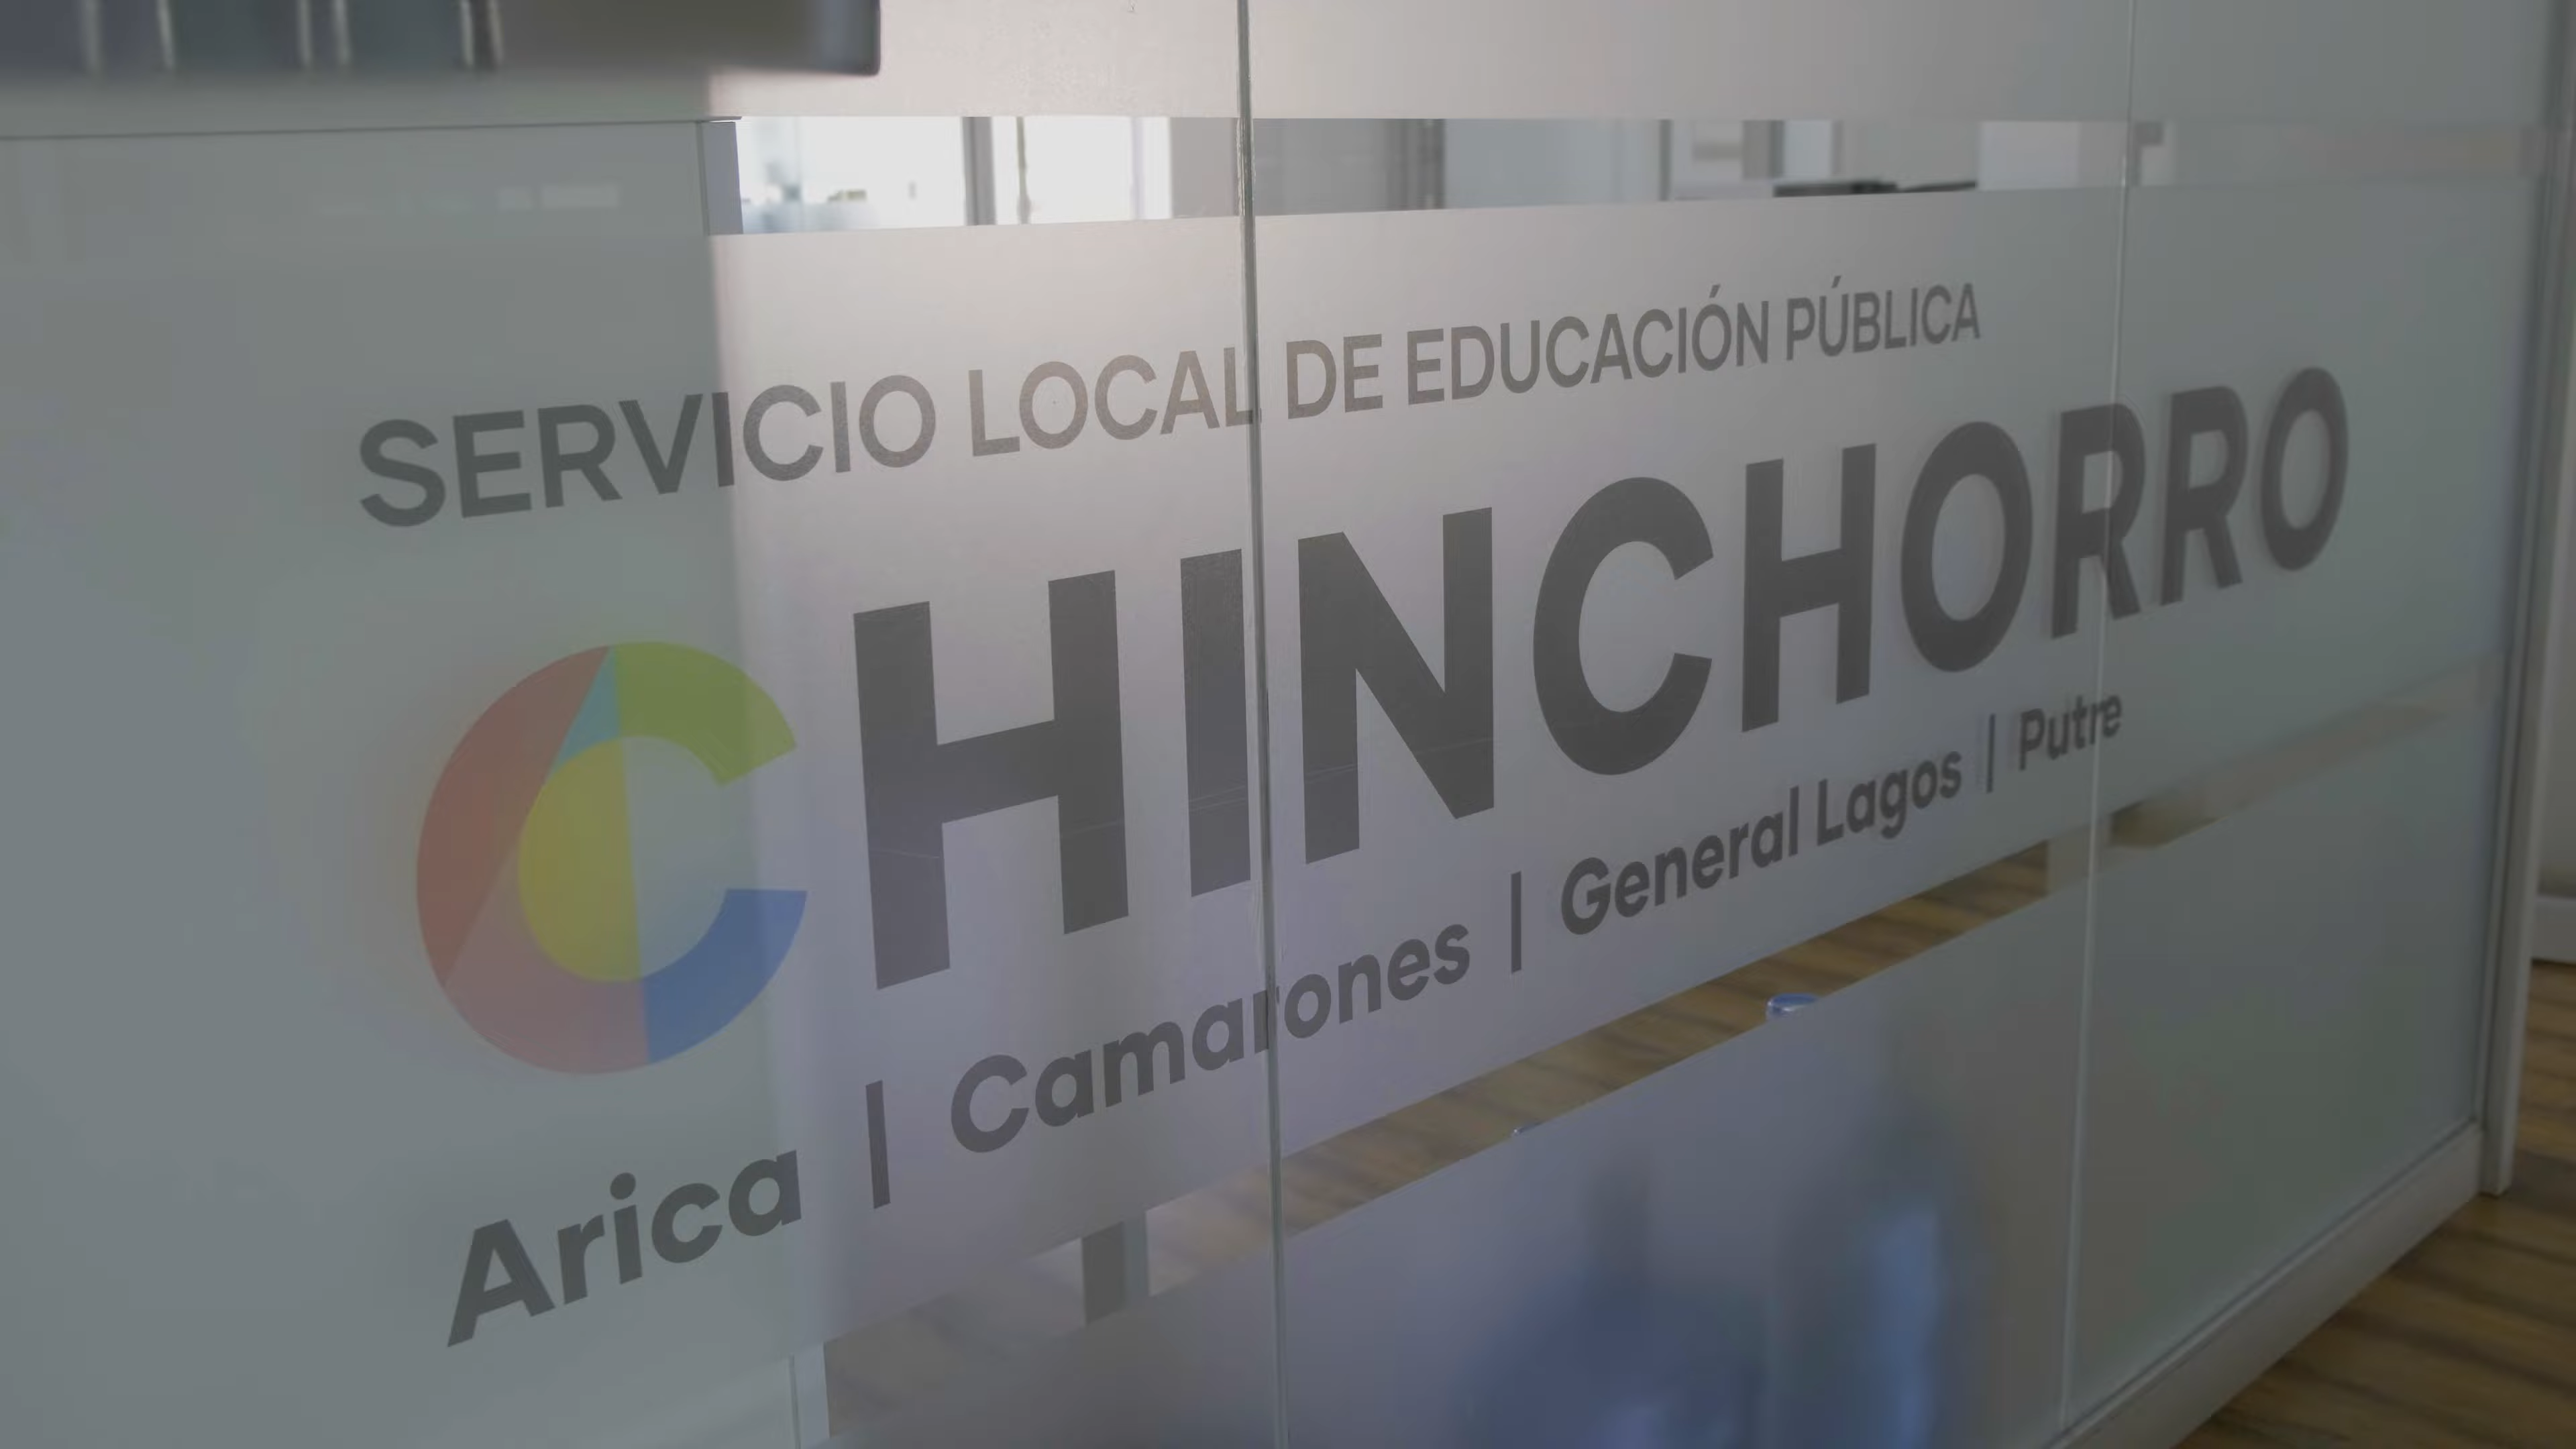 SERVICIO LOCAL DE EDUCACIÓN PÚBLICA
CHINCHORRO
Arica | Camarones | General Lagos | Putre